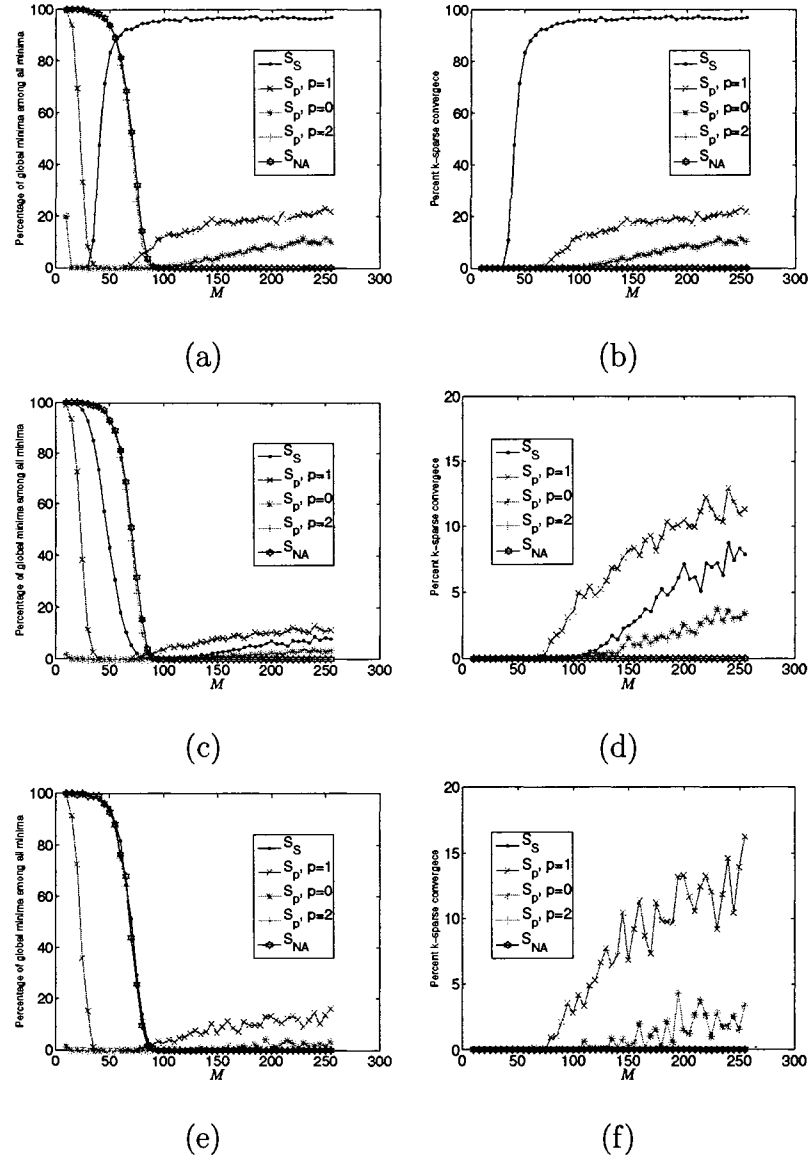 Percentage of global minima among all minima
100
80
60
40
20
0
0 50 100 150 200 250 300
M
S_S
S_p, p=1
S_p, p=0
S_p, p=2
S_NA
(a)
Percent k-sparse convergece
100
80
60
40
20
0
0 50 100 150 200 250 300
M
S_S
S_p, p=1
S_p, p=0
S_p, p=2
S_NA
(b)
Percentage of global minima among all minima
100
80
60
40
20
0
0 50 100 150 200 250 300
M
S_S
S_p, p=1
S_p, p=0
S_p, p=2
S_NA
(c)
Percent k-sparse convergece
20
15
10
5
0
0 50 100 150 200 250 300
M
S_S
S_p, p=1
S_p, p=0
S_p, p=2
S_NA
(d)
Percentage of global minima among all minima
100
80
60
40
20
0
0 50 100 150 200 250 300
M
S_S
S_p, p=1
S_p, p=0
S_p, p=2
S_NA
(e)
Percent k-sparse convergece
20
15
10
5
0
0 50 100 150 200 250 300
M
S_S
S_p, p=1
S_p, p=0
S_p, p=2
S_NA
(f)